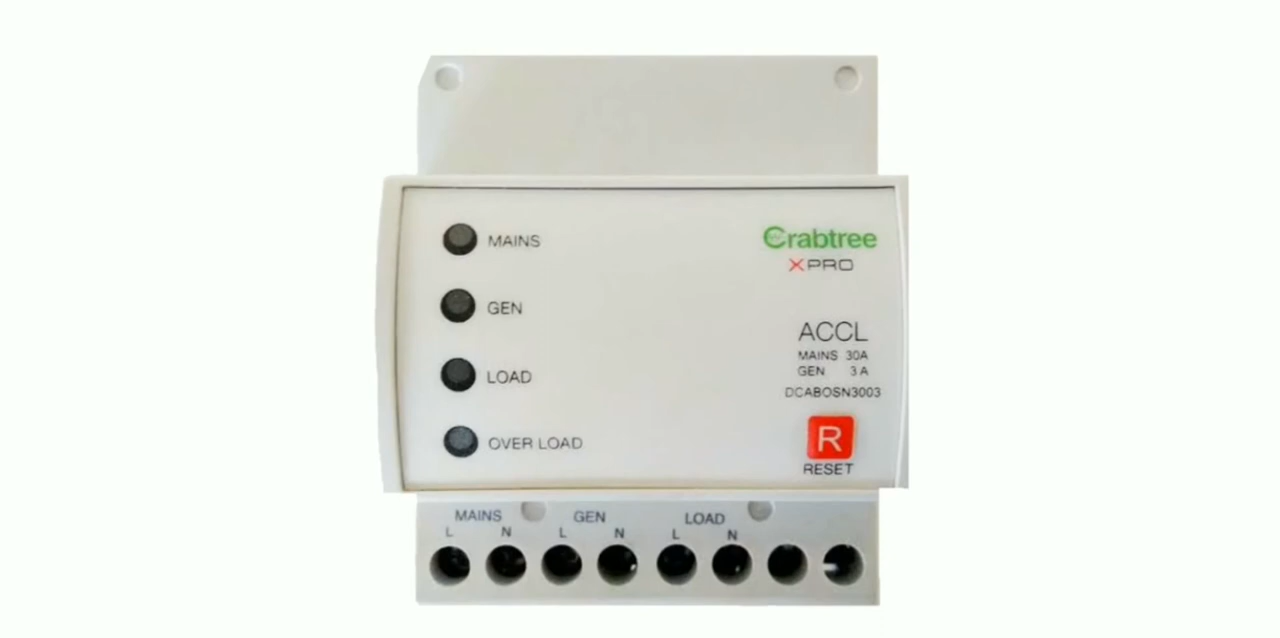 MAINS
GEN
LOAD
OVER LOAD
Crabtree
XPRO
ACCL
MAINS 30A
GEN 3 A
DCABOSN3003
R
RESET
MAINS GEN LOAD
L N L N L N